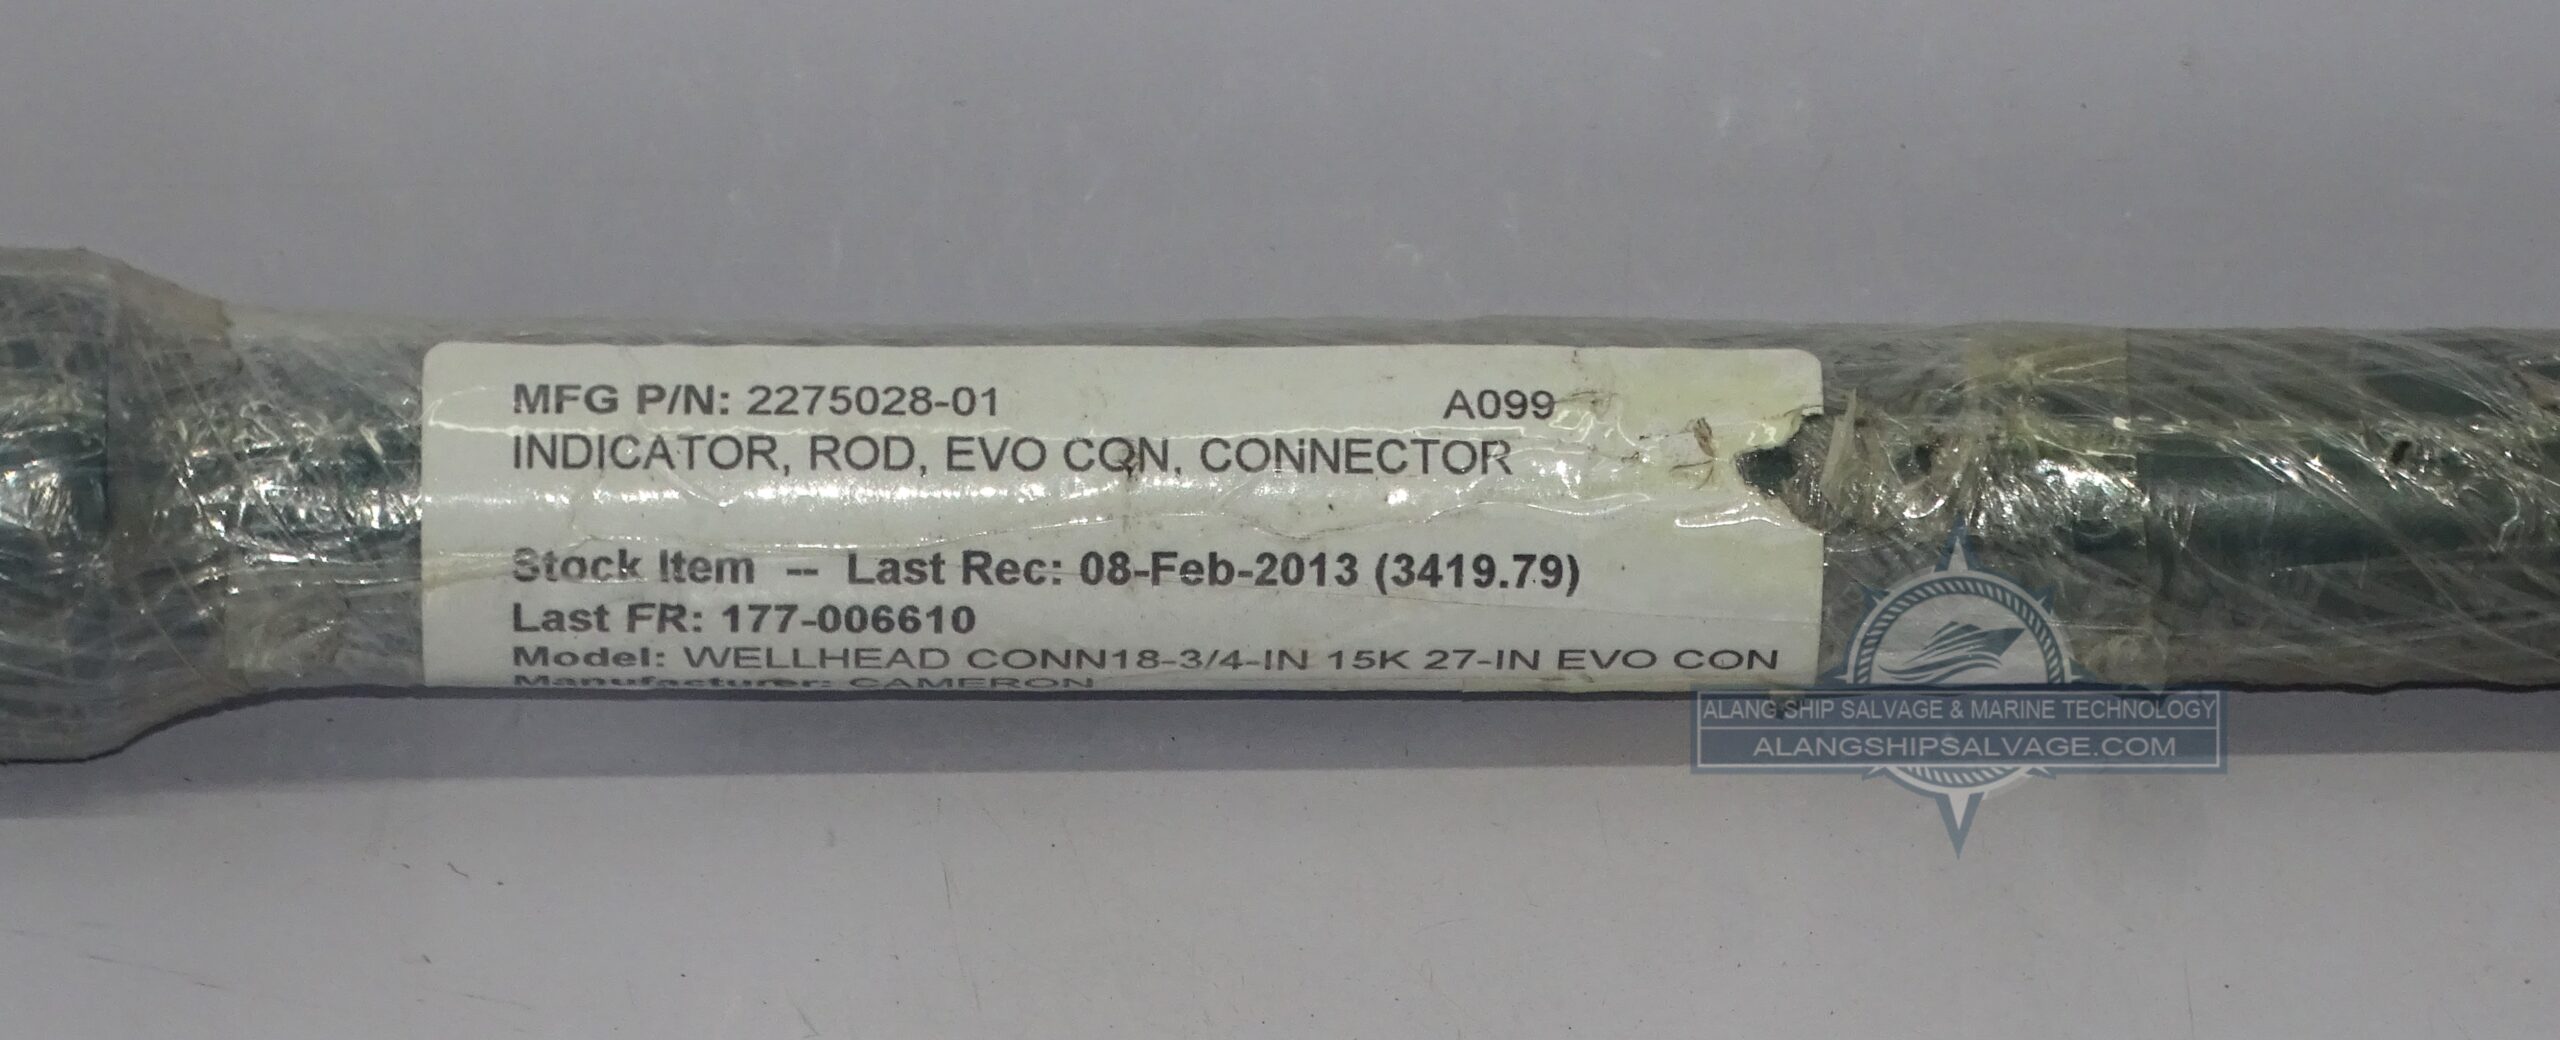 MFG P/N: 2275028-01 A099
INDICATOR, ROD, EVO CON, CONNECTOR
Stock Item -- Last Rec: 08-Feb-2013 (3419.79)
Last FR: 177-006610
Model: WELLHEAD CONN18-3/4-IN 15K 27-IN EVO CON
Manufacturer: CAMERON
ALANG SHIP SALVAGE & MARINE TECHNOLOGY
ALANGSHIPSALVAGE.COM